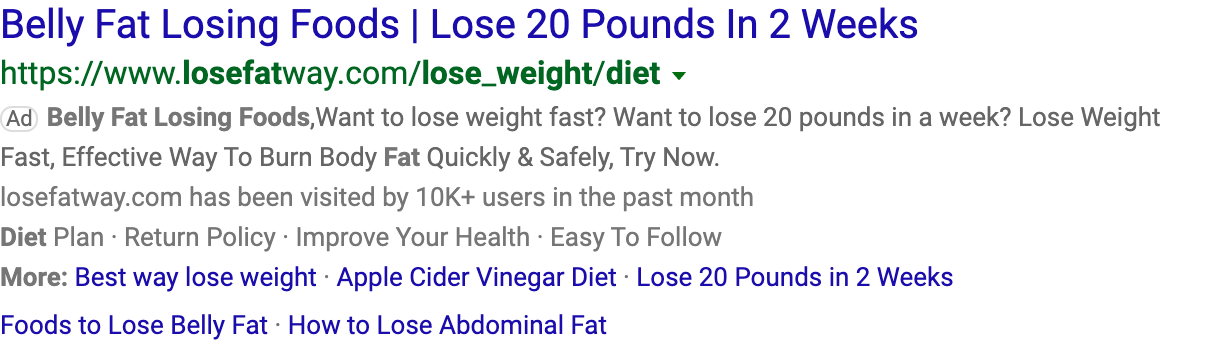 Belly Fat Losing Foods | Lose 20 Pounds In 2 Weeks
https://www.losefatway.com/lose_weight/diet
Ad Belly Fat Losing Foods,Want to lose weight fast? Want to lose 20 pounds in a week? Lose Weight
Fast, Effective Way To Burn Body Fat Quickly & Safely, Try Now.
losefatway.com has been visited by 10K+ users in the past month
Diet Plan · Return Policy · Improve Your Health · Easy To Follow
More: Best way lose weight · Apple Cider Vinegar Diet · Lose 20 Pounds in 2 Weeks
Foods to Lose Belly Fat · How to Lose Abdominal Fat